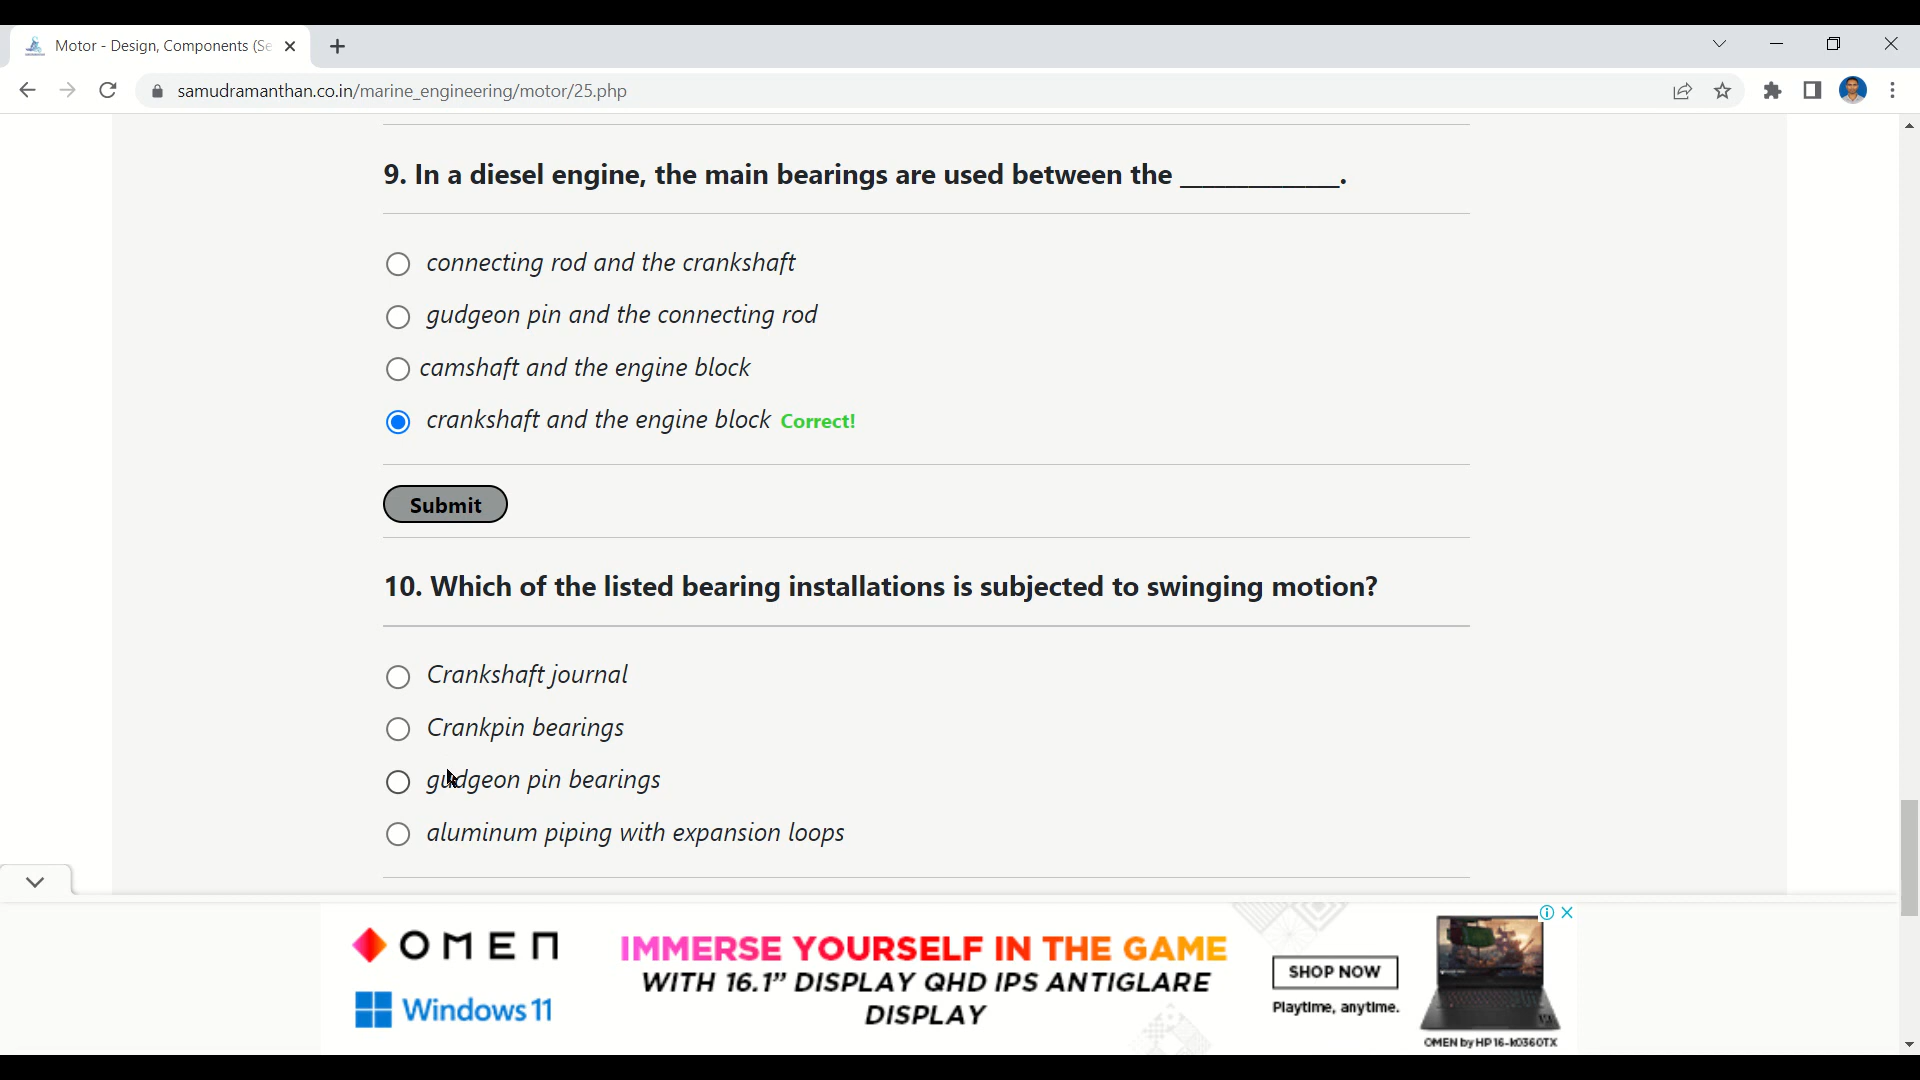 Motor - Design, Components (Se
samudramanthan.co.in/marine_engineering/motor/25.php
9. In a diesel engine, the main bearings are used between the ______________.
connecting rod and the crankshaft
gudgeon pin and the connecting rod
camshaft and the engine block
crankshaft and the engine block Correct!
Submit
10. Which of the listed bearing installations is subjected to swinging motion?
Crankshaft journal
Crankpin bearings
gudgeon pin bearings
aluminum piping with expansion loops
OMEN
Windows 11
IMMERSE YOURSELF IN THE GAME
WITH 16.1” DISPLAY QHD IPS ANTIGLARE
DISPLAY
SHOP NOW
Playtime, anytime.
OMEN by HP 16-k0360TX